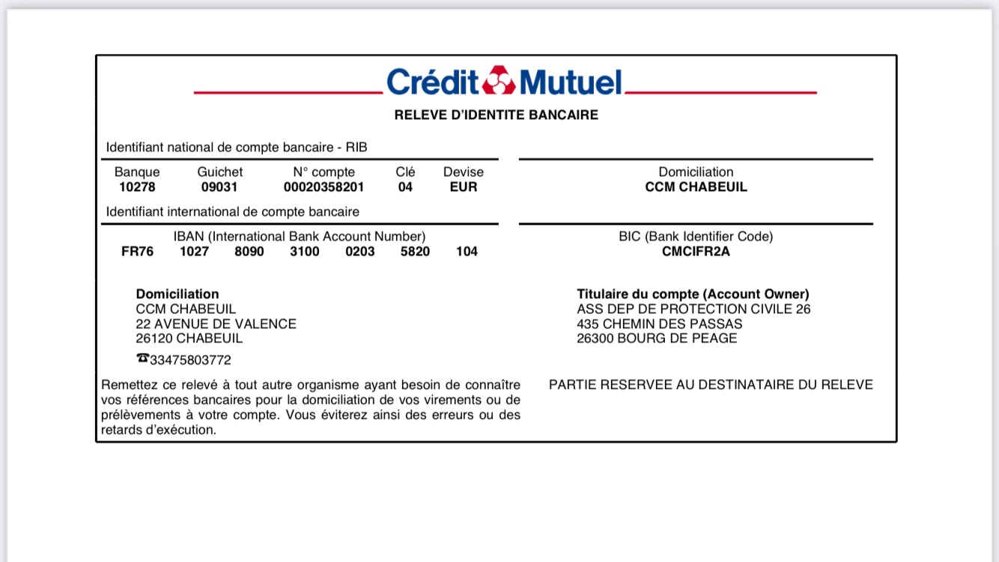 Crédit Mutuel
RELEVE D'IDENTITE BANCAIRE
Identifiant national de compte bancaire - RIB
Banque Guichet N° compte Clé Devise Domiciliation
10278 09031 00020358201 04 EUR CCM CHABEUIL
Identifiant international de compte bancaire
IBAN (International Bank Account Number) BIC (Bank Identifier Code)
FR76 1027 8090 3100 0203 5820 104 CMCIFR2A
Domiciliation
CCM CHABEUIL
22 AVENUE DE VALENCE
26120 CHABEUIL
☎33475803772
Titulaire du compte (Account Owner)
ASS DEP DE PROTECTION CIVILE 26
435 CHEMIN DES PASSAS
26300 BOURG DE PEAGE
Remettez ce relevé à tout autre organisme ayant besoin de connaître
vos références bancaires pour la domiciliation de vos virements ou de
prélèvements à votre compte. Vous éviterez ainsi des erreurs ou des
retards d'exécution.
PARTIE RESERVEE AU DESTINATAIRE DU RELEVE